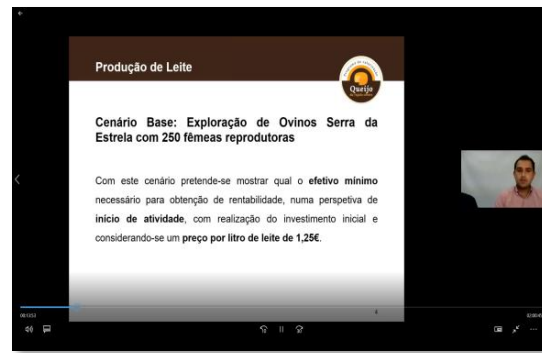 Produção de Leite
Queijo
Cenário Base: Exploração de Ovinos Serra da
Estrela com 250 fêmeas reprodutoras
Com este cenário pretende-se mostrar qual o efetivo mínimo
necessário para obtenção de rentabilidade, numa perspetiva de
início de atividade, com realização do investimento inicial e
considerando-se um preço por litro de leite de 1,25€.
4